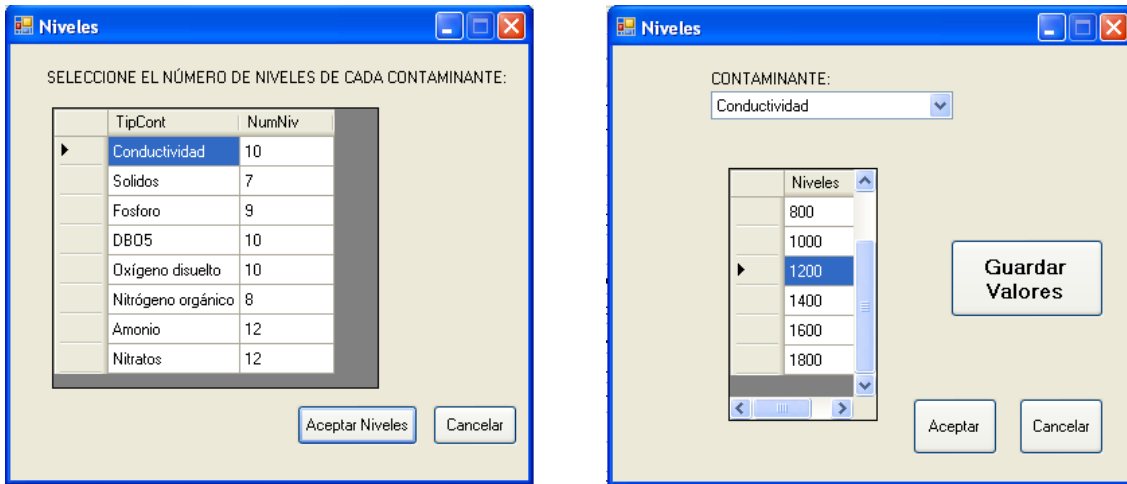 Niveles
SELECCIONE EL NÚMERO DE NIVELES DE CADA CONTAMINANTE:
TipCont NumNiv
Conductividad 10
Solidos 7
Fosforo 9
DBO5 10
Oxígeno disuelto 10
Nitrógeno orgánico 8
Amonio 12
Nitratos 12
Aceptar Niveles Cancelar
Niveles
CONTAMINANTE:
Conductividad
Niveles
800
1000
1200
1400
1600
1800
Guardar
Valores
Aceptar Cancelar